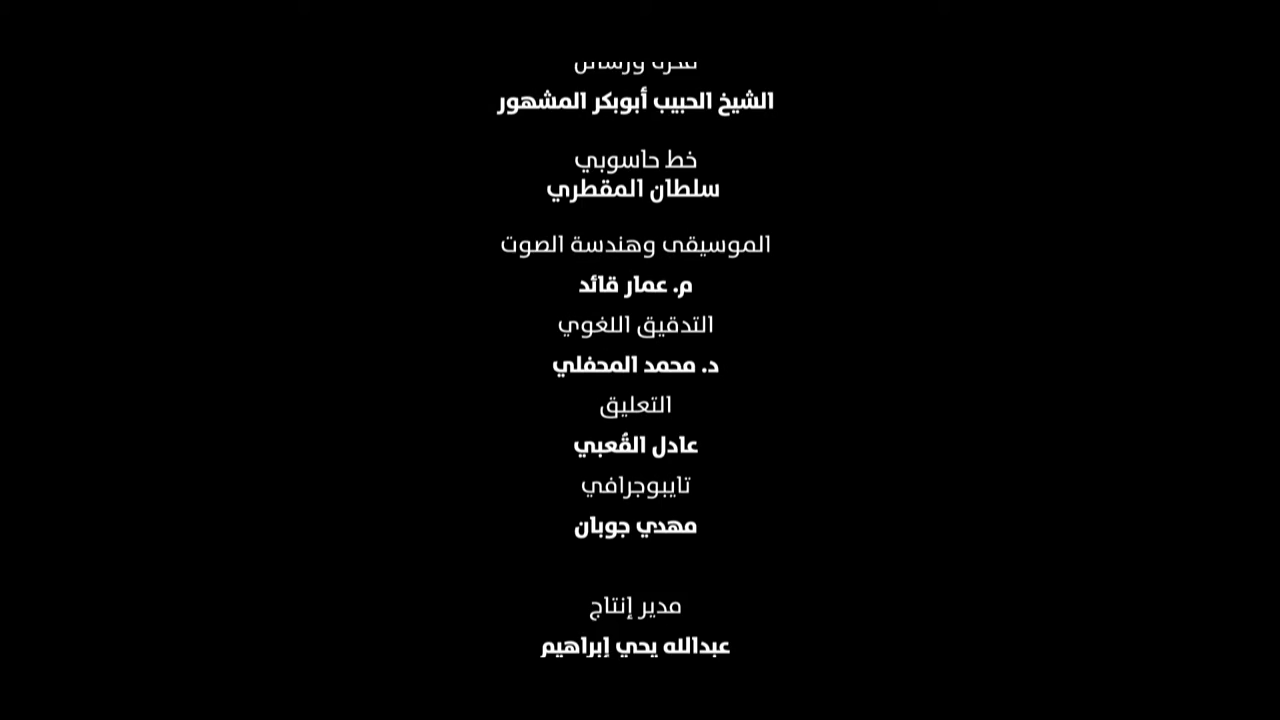 الشيخ الحبيب أبوبكر المشهور
خط حاسوبي
سلطان المقطري
الموسيقى وهندسة الصوت
م. عمار قائد
التدقيق اللغوي
د. محمد المحفلي
التعليق
عادل القُعبي
تايبوجرافي
مهدي جوبان
مدير إنتاج
عبدالله يحي إبراهيم